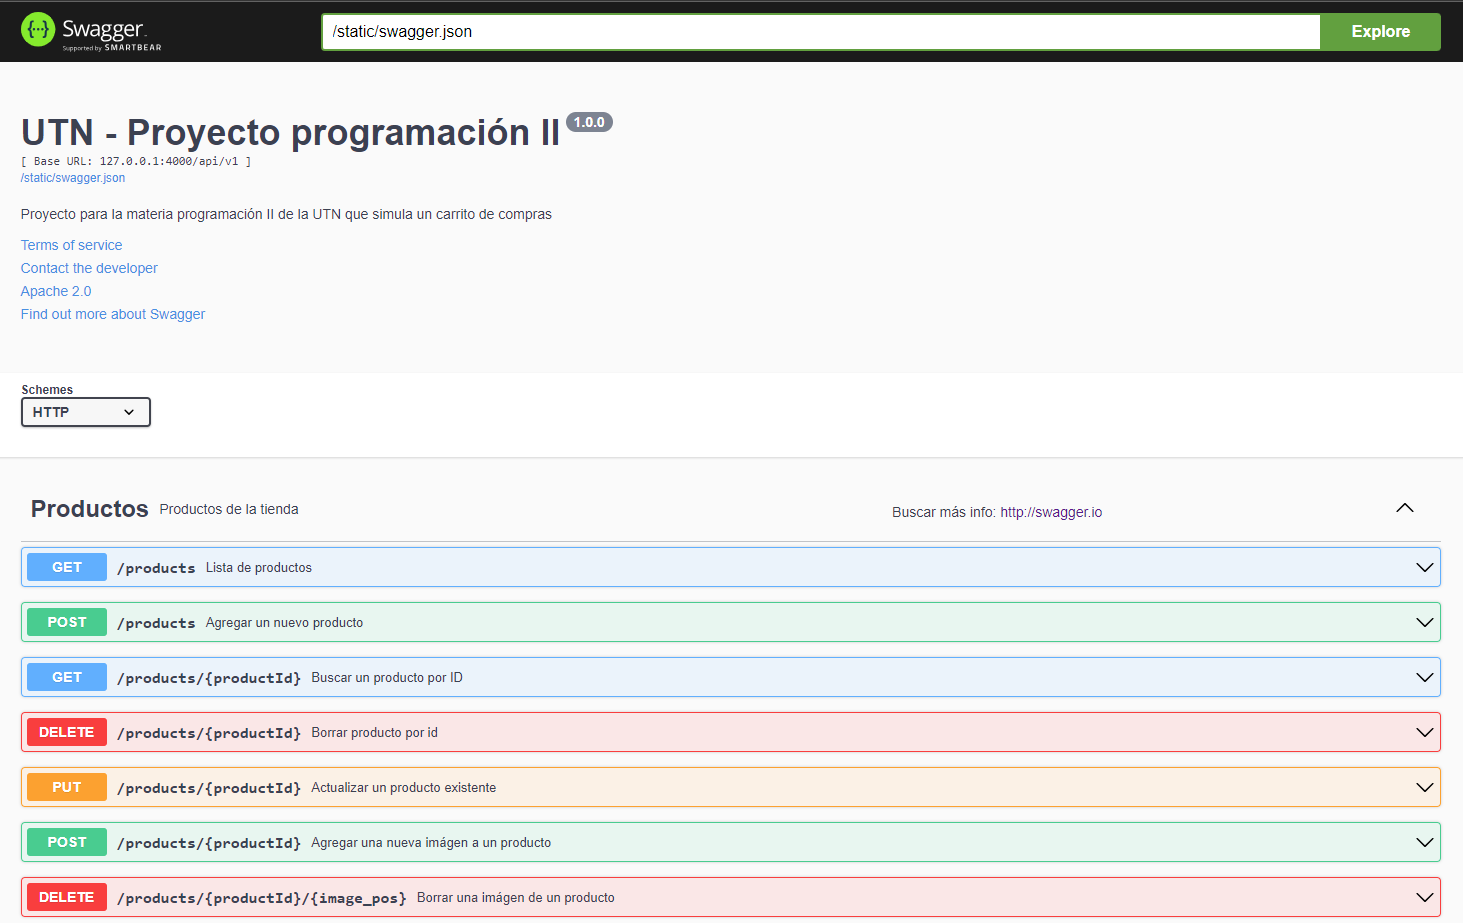 Swagger
Supported by SMARTBEAR
/static/swagger.json
Explore
UTN - Proyecto programación II 1.0.0
[ Base URL: 127.0.0.1:4000/api/v1 ]
/static/swagger.json
Proyecto para la materia programación II de la UTN que simula un carrito de compras
Terms of service
Contact the developer
Apache 2.0
Find out more about Swagger
Schemes
HTTP
Productos Productos de la tienda Buscar más info: http://swagger.io
GET /products Lista de productos
POST /products Agregar un nuevo producto
GET /products/{productId} Buscar un producto por ID
DELETE /products/{productId} Borrar producto por id
PUT /products/{productId} Actualizar un producto existente
POST /products/{productId} Agregar una nueva imágen a un producto
DELETE /products/{productId}/{image_pos} Borrar una imágen de un producto